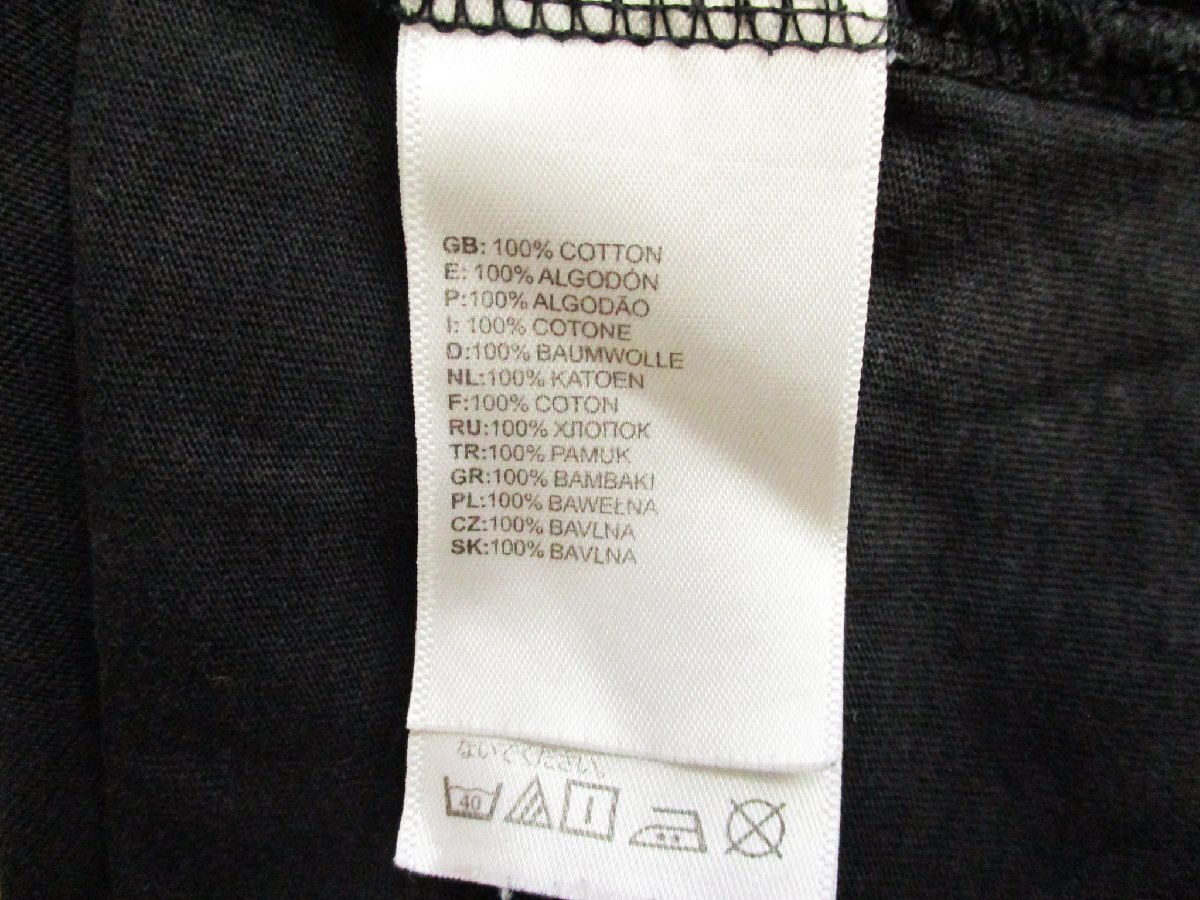 GB: 100% COTTON
E: 100% ALGODÓN
P:100% ALGODÃO
I: 100% COTONE
D:100% BAUMWOLLE
NL:100% KATOEN
F:100% COTON
RU:100% ХЛОПОК
TR:100% PAMUK
GR:100% BAMBAKI
PL:100% BAWEŁNA
CZ:100% BAVLNA
SK:100% BAVLNA
40